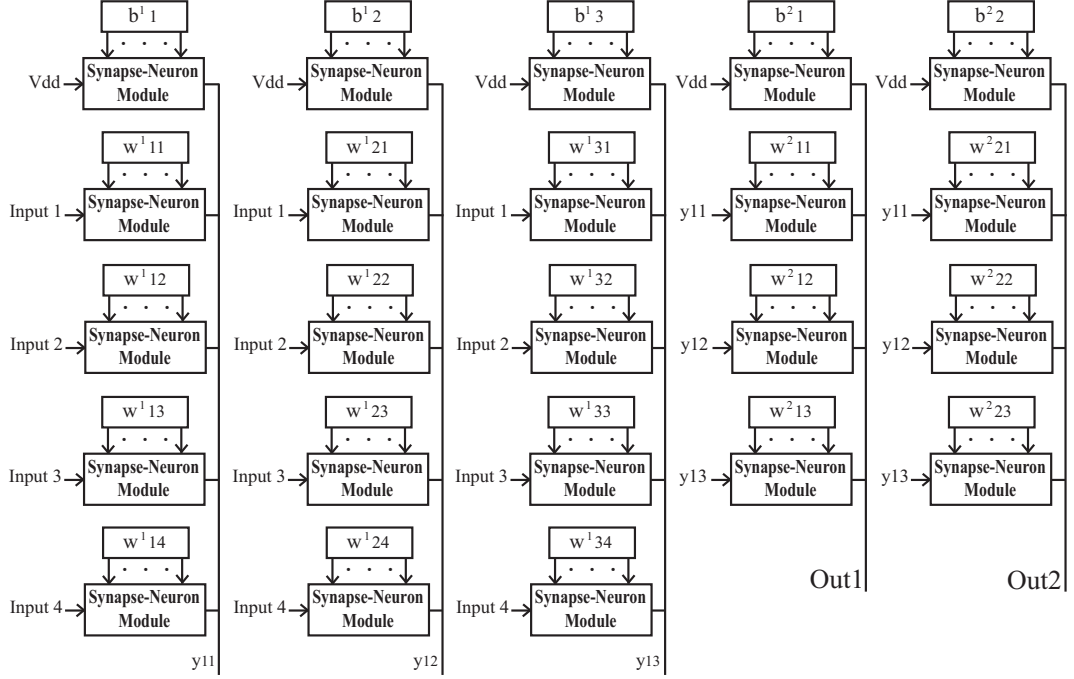 b¹1 b¹2 b¹3 b²1 b²2
Vdd Synapse-Neuron Module Vdd Synapse-Neuron Module Vdd Synapse-Neuron Module Vdd Synapse-Neuron Module Vdd Synapse-Neuron Module
w¹11 w¹21 w¹31 w²11 w²21
Input 1 Synapse-Neuron Module Input 1 Synapse-Neuron Module Input 1 Synapse-Neuron Module y11 Synapse-Neuron Module y11 Synapse-Neuron Module
w¹12 w¹22 w¹32 w²12 w²22
Input 2 Synapse-Neuron Module Input 2 Synapse-Neuron Module Input 2 Synapse-Neuron Module y12 Synapse-Neuron Module y12 Synapse-Neuron Module
w¹13 w¹23 w¹33 w²13 w²23
Input 3 Synapse-Neuron Module Input 3 Synapse-Neuron Module Input 3 Synapse-Neuron Module y13 Synapse-Neuron Module y13 Synapse-Neuron Module
w¹14 w¹24 w¹34
Input 4 Synapse-Neuron Module Input 4 Synapse-Neuron Module Input 4 Synapse-Neuron Module
Out1 Out2
y11 y12 y13